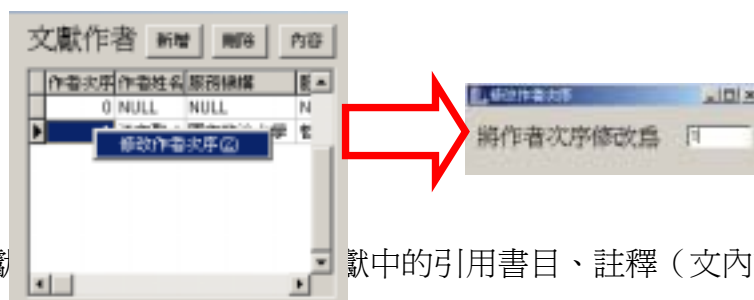 文獻作者 新增 刪除 內容
作者次序 作者姓名 服務機構
0 NULL NULL N
修改作者次序(Z)
修改作者次序
將作者次序修改為 1
獻中的引用書目、註釋（文內